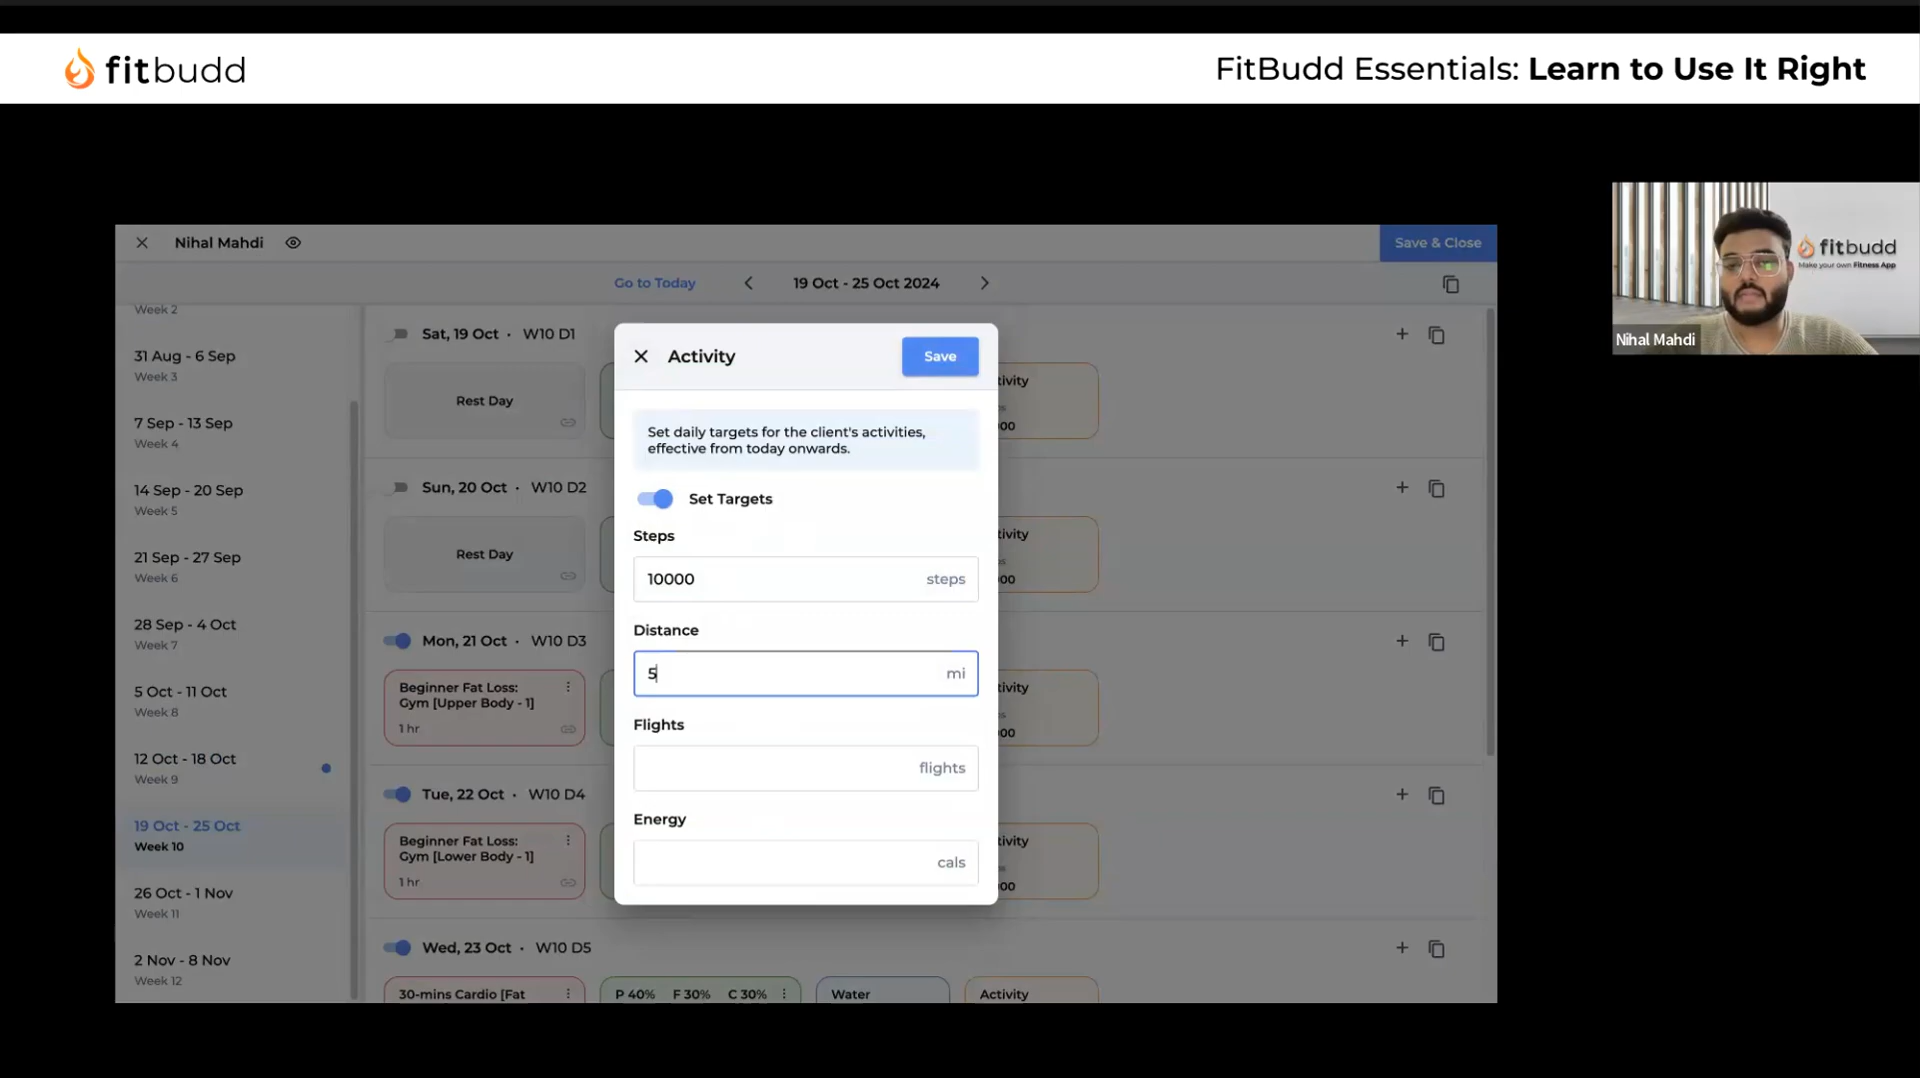 fitbudd
FitBudd Essentials: Learn to Use It Right
Nihal Mahdi
Save & Close
Go to Today
19 Oct - 25 Oct 2024
Week 2
31 Aug - 6 Sep
Week 3
7 Sep - 13 Sep
Week 4
14 Sep - 20 Sep
Week 5
21 Sep - 27 Sep
Week 6
28 Sep - 4 Oct
Week 7
5 Oct - 11 Oct
Week 8
12 Oct - 18 Oct
Week 9
19 Oct - 25 Oct
Week 10
26 Oct - 1 Nov
Week 11
2 Nov - 8 Nov
Week 12
Sat, 19 Oct · W10 D1
Rest Day
Sun, 20 Oct · W10 D2
Rest Day
Mon, 21 Oct · W10 D3
Beginner Fat Loss:
Gym [Upper Body - 1]
1 hr
Tue, 22 Oct · W10 D4
Beginner Fat Loss:
Gym [Lower Body - 1]
1 hr
Wed, 23 Oct · W10 D5
30-mins Cardio [Fat
P 40% F 30% C 30%
Water
Activity
Activity
Save
Set daily targets for the client's activities,
effective from today onwards.
Set Targets
Steps
10000 steps
Distance
5 mi
Flights
flights
Energy
cals
fitbudd
Make your own Fitness App
Nihal Mahdi